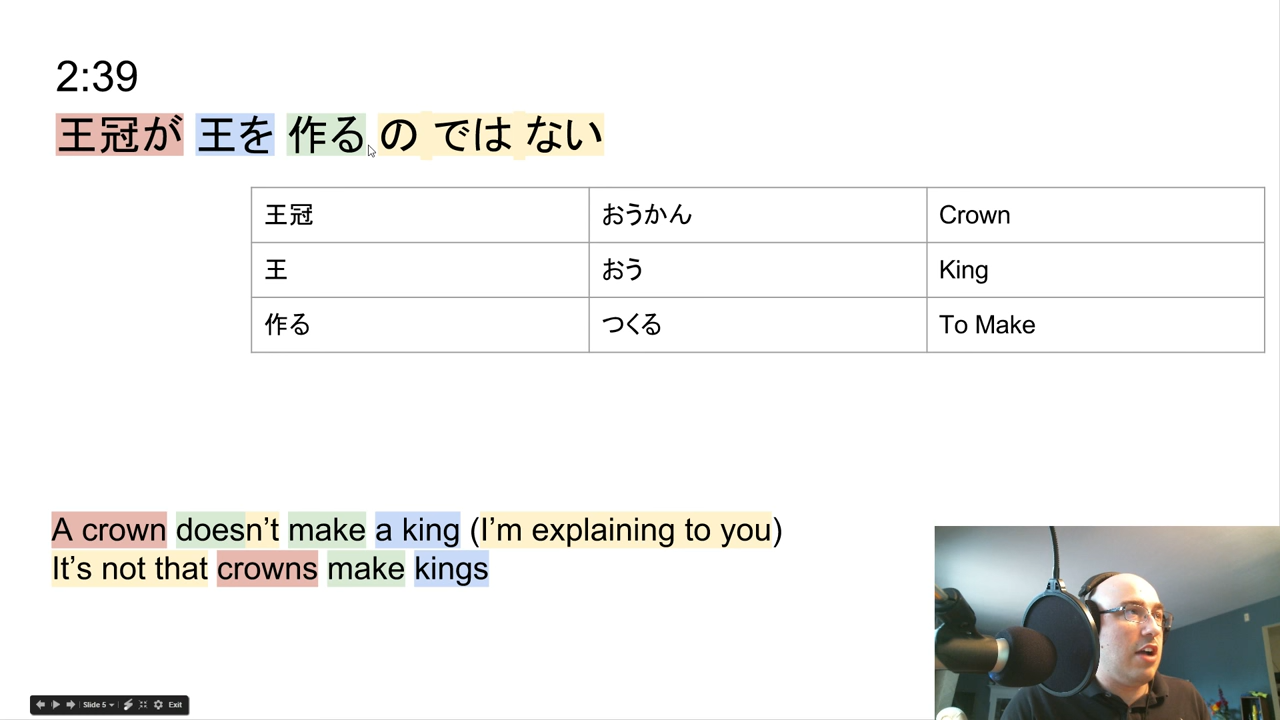 2:39
王冠が 王を 作る の では ない
王冠 おうかん Crown
王 おう King
作る つくる To Make
A crown doesn't make a king (I'm explaining to you)
It's not that crowns make kings
Slide 5 Exit